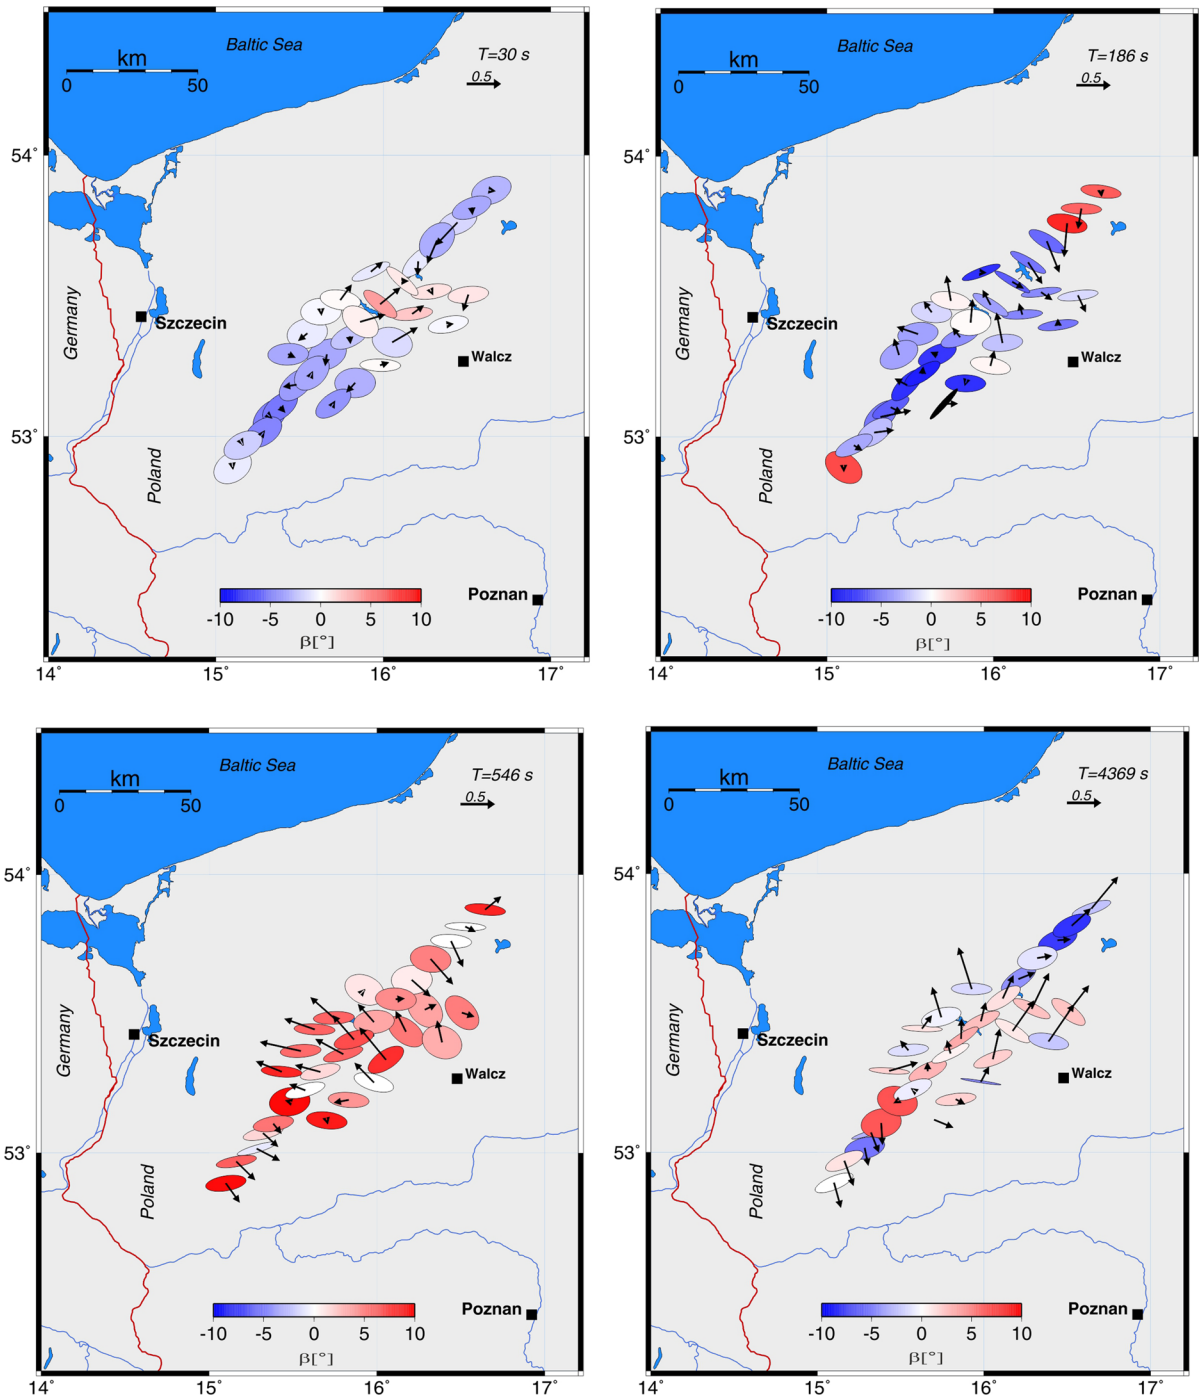 Baltic Sea
T=30 s
km
0.5
0 50
54°
Germany
Szczecin
Walcz
53°
Poland
Poznan
-10 -5 0 5 10
β[°]
14° 15° 16° 17°
Baltic Sea
T=186 s
km
0.5
0 50
54°
Germany
Szczecin
Walcz
53°
Poland
Poznan
-10 -5 0 5 10
β[°]
14° 15° 16° 17°
Baltic Sea
T=546 s
km
0.5
0 50
54°
Germany
Szczecin
Walcz
53°
Poland
Poznan
-10 -5 0 5 10
β[°]
14° 15° 16° 17°
Baltic Sea
T=4369 s
km
0.5
0 50
54°
Germany
Szczecin
Walcz
53°
Poland
Poznan
-10 -5 0 5 10
β[°]
14° 15° 16° 17°